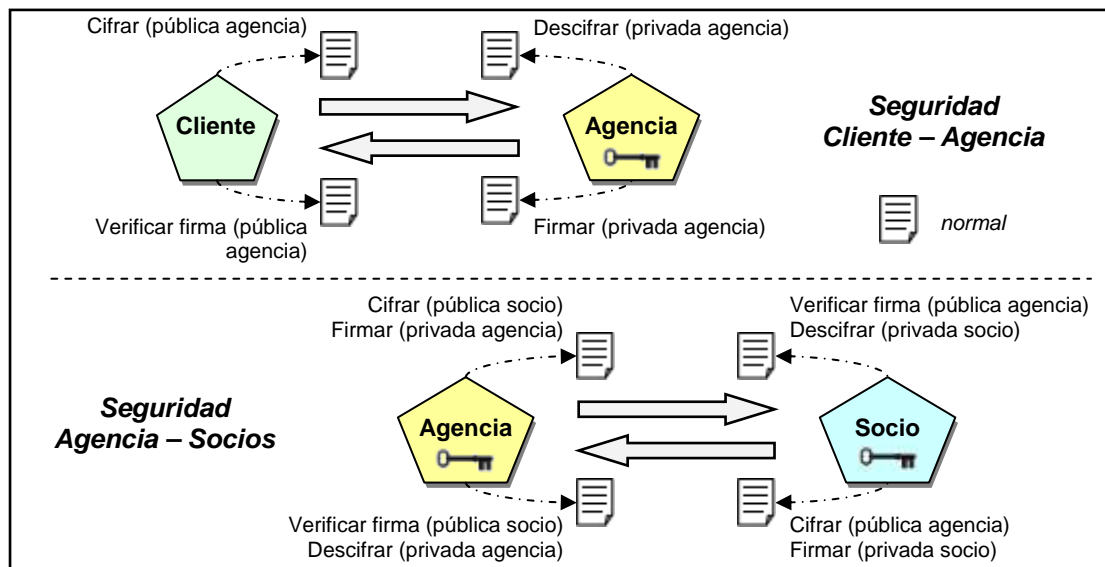 Cifrar (pública agencia)
Descifrar (privada agencia)
Cliente
Agencia
Seguridad
Cliente – Agencia
Verificar firma (pública
agencia)
Firmar (privada agencia)
normal
Cifrar (pública socio)
Firmar (privada agencia)
Verificar firma (pública agencia)
Descifrar (privada socio)
Seguridad
Agencia – Socios
Agencia
Socio
Verificar firma (pública socio)
Descifrar (privada agencia)
Cifrar (pública agencia)
Firmar (privada socio)